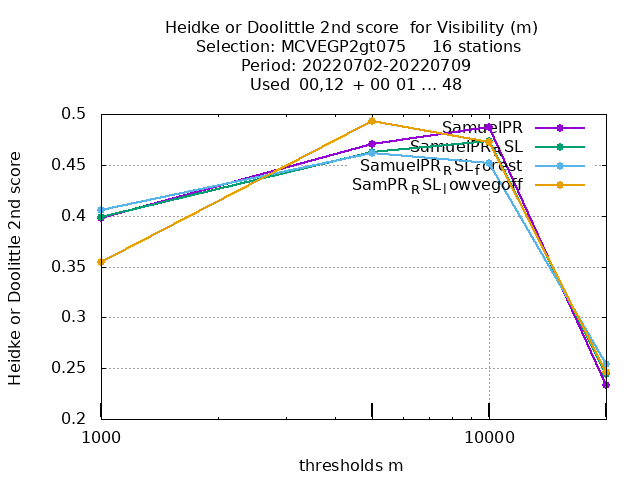 Heidke or Doolittle 2nd score  for Visibility (m)
Selection: MCVEGP2gt075     16 stations
Period: 20220702-20220709
Used  00,12  + 00 01 ... 48
Heidke or Doolittle 2nd score
0.5
0.45
0.4
0.35
0.3
0.25
0.2
1000
10000
thresholds m
SamuelPR
SamuelPR_RSL
SamuelPR_RSL_forest
SamPR_RSL_lowvegoff